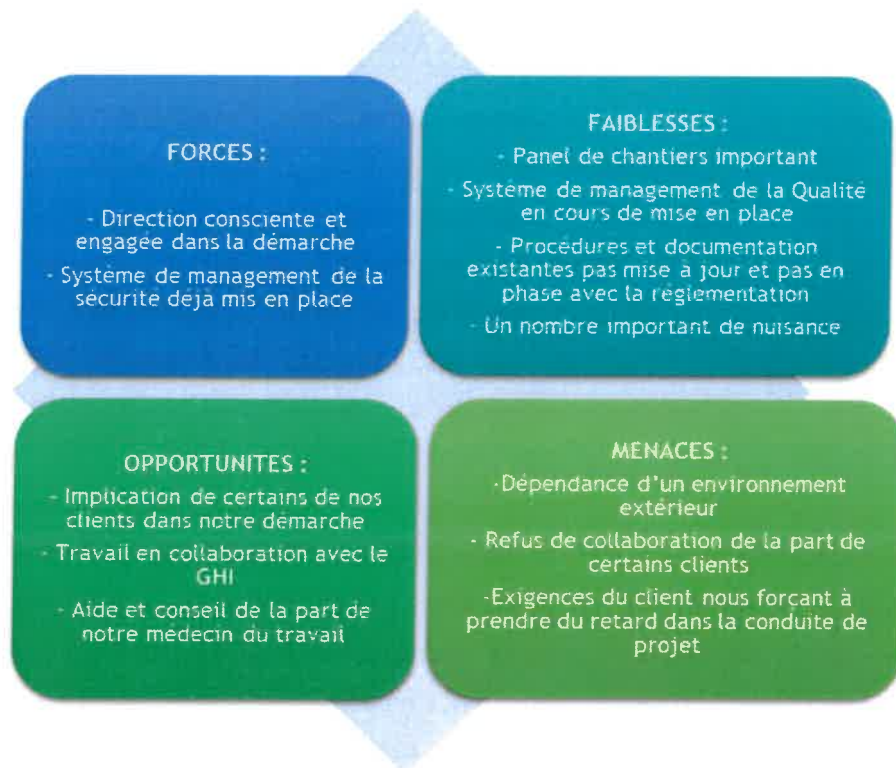 FORCES :
- Direction consciente et
engagée dans la démarche
- Système de management de la
sécurité déjà mis en place
FAIBLESSES :
- Panel de chantiers important
- Système de management de la Qualité
en cours de mise en place
- Procédures et documentation
existantes pas mise à jour et pas en
phase avec la réglementation
- Un nombre important de nuisance
OPPORTUNITES :
- Implication de certains de nos
clients dans notre démarche
- Travail en collaboration avec le
GHI
- Aide et conseil de la part de
notre médecin du travail
MENACES :
-Dépendance d'un environnement
extérieur
- Refus de collaboration de la part de
certains clients
-Exigences du client nous forçant à
prendre du retard dans la conduite de
projet